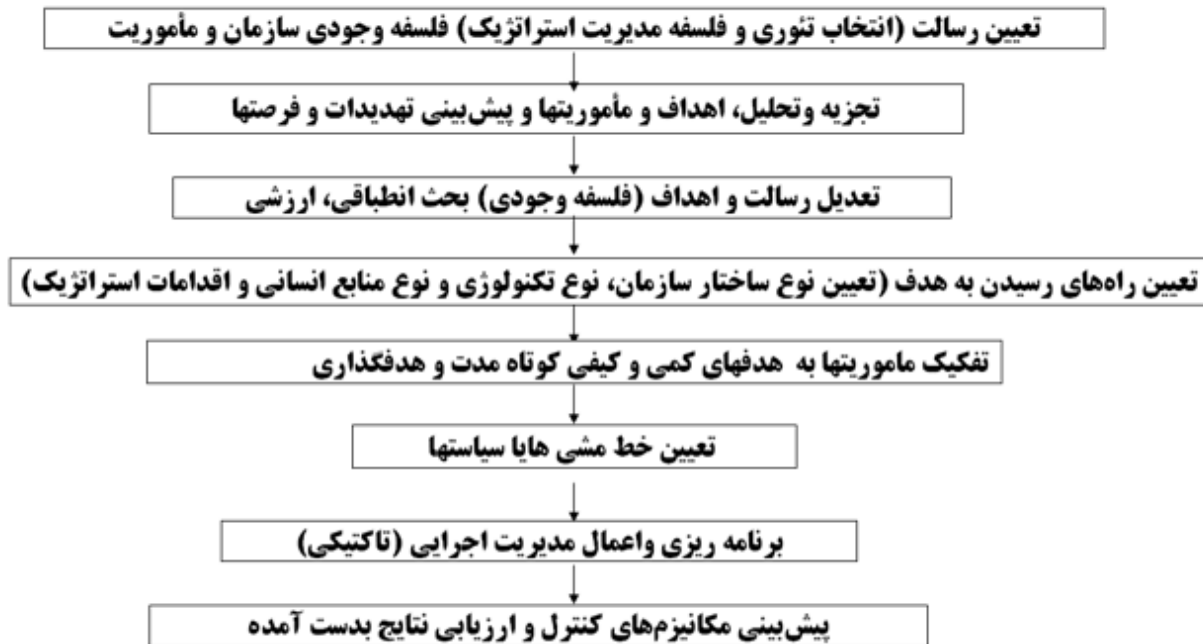 تعیین رسالت (انتخاب تئوری و فلسفه مدیریت استراتژیک) فلسفه وجودی سازمان و مأموریت
تجزیه وتحلیل، اهداف و مأموریتها و پیش‌بینی تهدیدات و فرصتها
تعدیل رسالت و اهداف (فلسفه وجودی) بحث انطباقی، ارزشی
تعیین راه‌های رسیدن به هدف (تعیین نوع ساختار سازمان، نوع تکنولوژی و نوع منابع انسانی و اقدامات استراتژیک)
تفکیک ماموریتها به هدفهای کمی و کیفی کوتاه مدت و هدفگذاری
تعیین خط مشی هایا سیاستها
برنامه ریزی واعمال مدیریت اجرایی (تاکتیکی)
پیش‌بینی مکانیزم‌های کنترل و ارزیابی نتایج بدست آمده